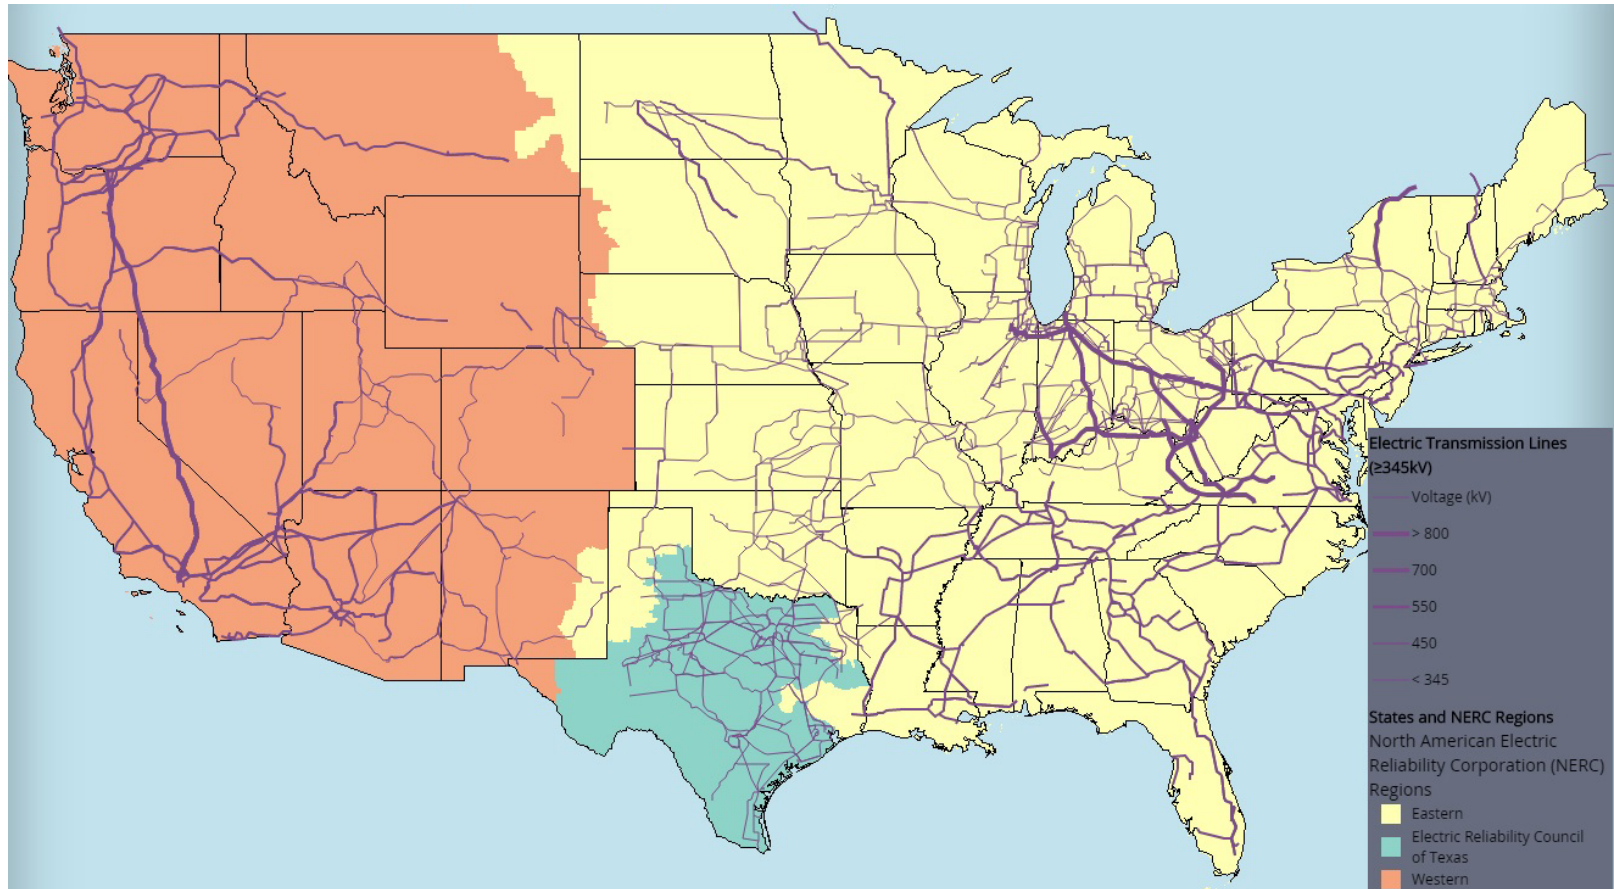 Electric Transmission Lines
(≥345kV)
Voltage (kV)
> 800
700
550
450
< 345
States and NERC Regions
North American Electric
Reliability Corporation (NERC)
Regions
Eastern
Electric Reliability Council
of Texas
Western